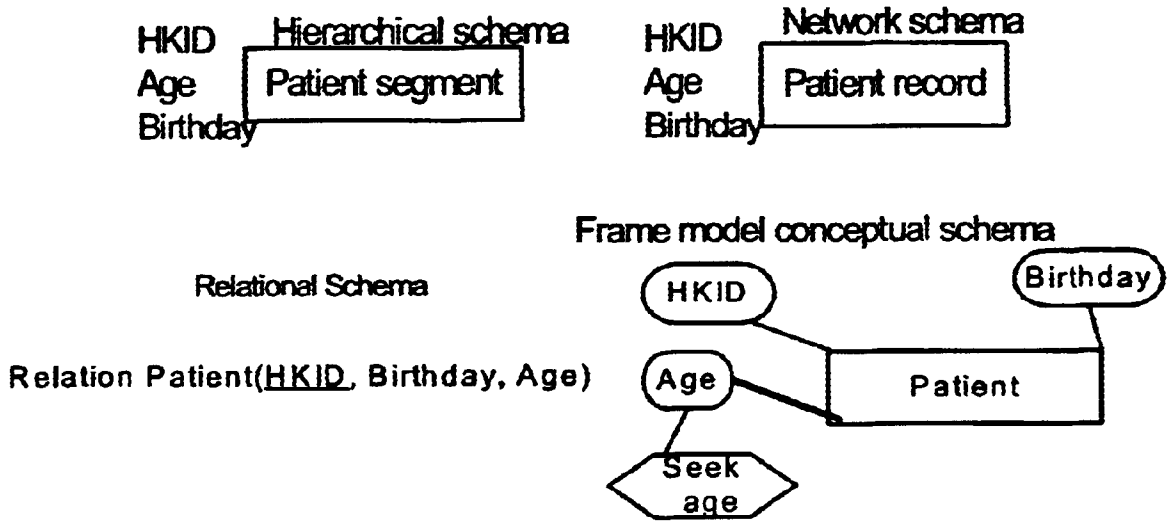 Hierarchical schema
HKID
Age
Birthday
Patient segment
Network schema
HKID
Age
Birthday
Patient record
Frame model conceptual schema
Relational Schema
HKID
Birthday
Relation Patient(HKID, Birthday, Age)
Age
Patient
Seek
age